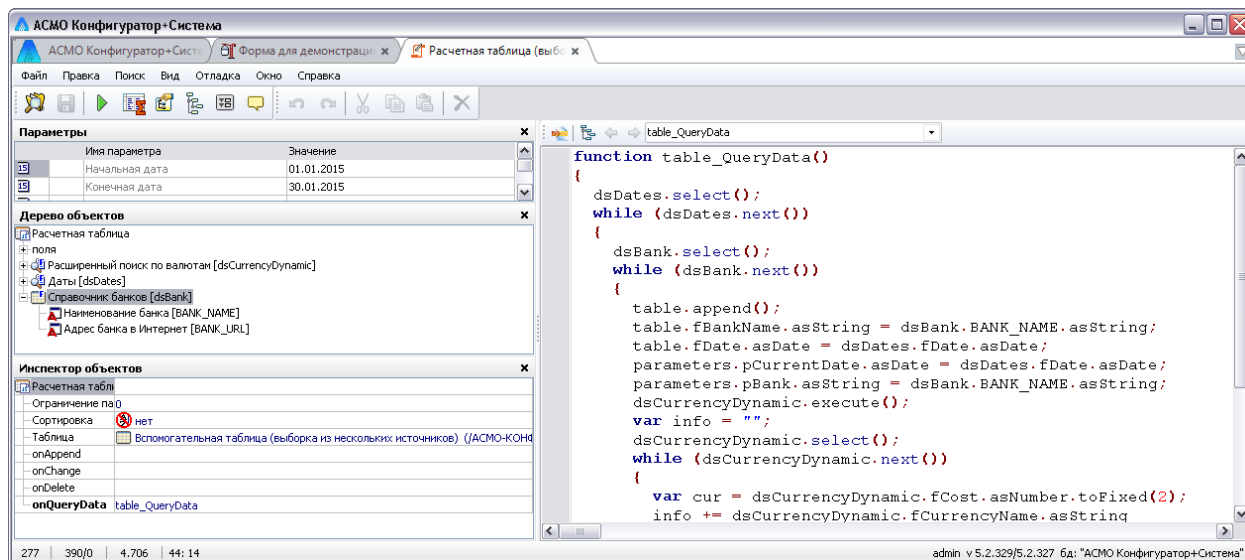 АСМО Конфигуратор+Система
АСМО Конфигуратор+Систе
Форма для демонстраци
Расчетная таблица (выбо
Файл Правка Поиск Вид Отладка Окно Справка
Параметры
Имя параметра Значение
15 Начальная дата 01.01.2015
15 Конечная дата 30.01.2015
Дерево объектов
Расчетная таблица
поля
Расширенный поиск по валютам [dsCurrencyDynamic]
Даты [dsDates]
Справочник банков [dsBank]
Наименование банка [BANK_NAME]
Адрес банка в Интернет [BANK_URL]
Инспектор объектов
Расчетная табли
Ограничение па 0
Сортировка нет
Таблица Вспомогательная таблица (выборка из нескольких источников) (/АСМО-КОНФ
onAppend
onChange
onDelete
onQueryData table_QueryData
table_QueryData
function table_QueryData()
{
dsDates.select();
while (dsDates.next())
{
dsBank.select();
while (dsBank.next())
{
table.append();
table.fBankName.asString = dsBank.BANK_NAME.asString;
table.fDate.asDate = dsDates.fDate.asDate;
parameters.pCurrentDate.asDate = dsDates.fDate.asDate;
parameters.pBank.asString = dsBank.BANK_NAME.asString;
dsCurrencyDynamic.execute();
var info = "";
dsCurrencyDynamic.select();
while (dsCurrencyDynamic.next())
{
var cur = dsCurrencyDynamic.fCost.asNumber.toFixed(2);
info += dsCurrencyDynamic.fCurrencyName.asString
277 390/0 4.706 44: 14 admin v 5.2.329/5.2.327 бд: "АСМО Конфигуратор+Система"